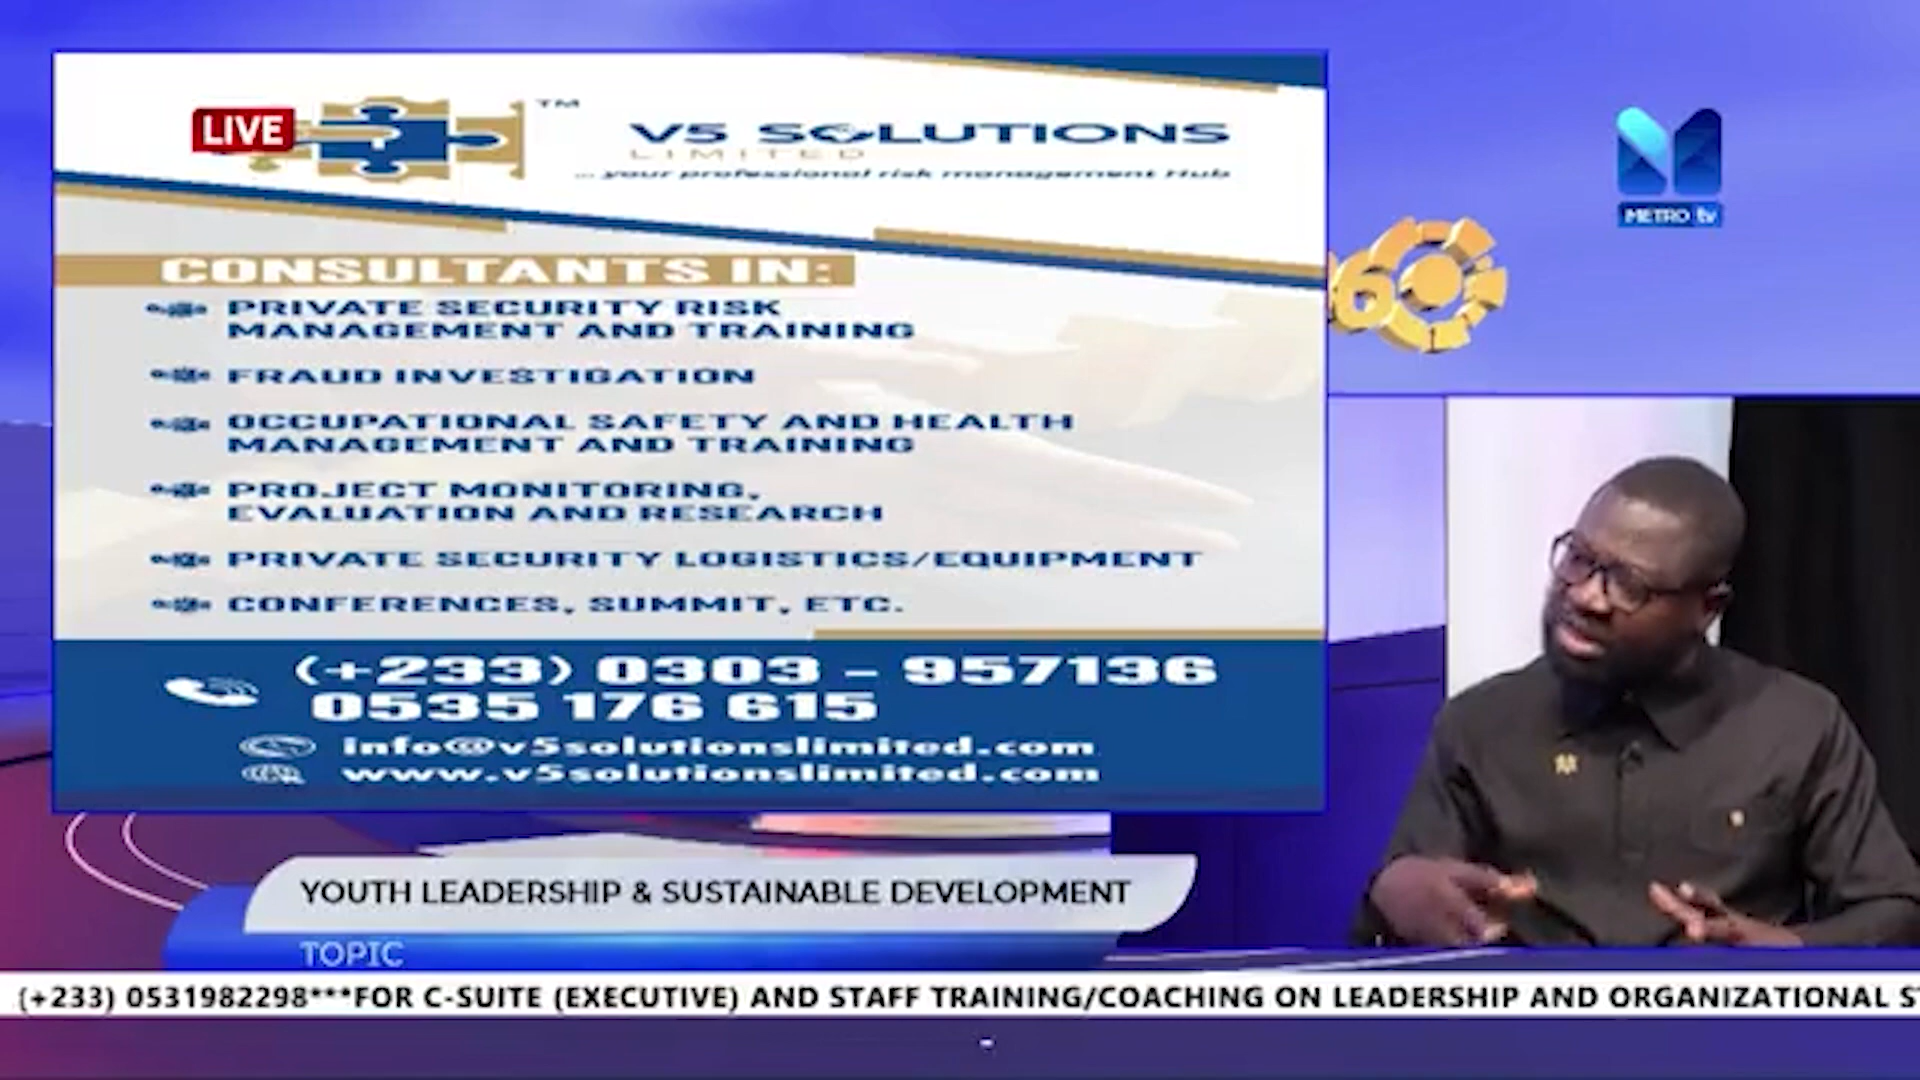 LIVE
TM
V5 SOLUTIONS
LIMITED
... your professional risk management Hub
METRO tv
CONSULTANTS IN:
PRIVATE SECURITY RISK
MANAGEMENT AND TRAINING
FRAUD INVESTIGATION
OCCUPATIONAL SAFETY AND HEALTH
MANAGEMENT AND TRAINING
PROJECT MONITORING,
EVALUATION AND RESEARCH
PRIVATE SECURITY LOGISTICS/EQUIPMENT
CONFERENCES, SUMMIT, ETC.
(+233) 0303 - 957136
0535 176 615
info@v5solutionslimited.com
www.v5solutionslimited.com
YOUTH LEADERSHIP & SUSTAINABLE DEVELOPMENT
TOPIC
(+233) 0531982298***FOR C-SUITE (EXECUTIVE) AND STAFF TRAINING/COACHING ON LEADERSHIP AND ORGANIZATIONAL